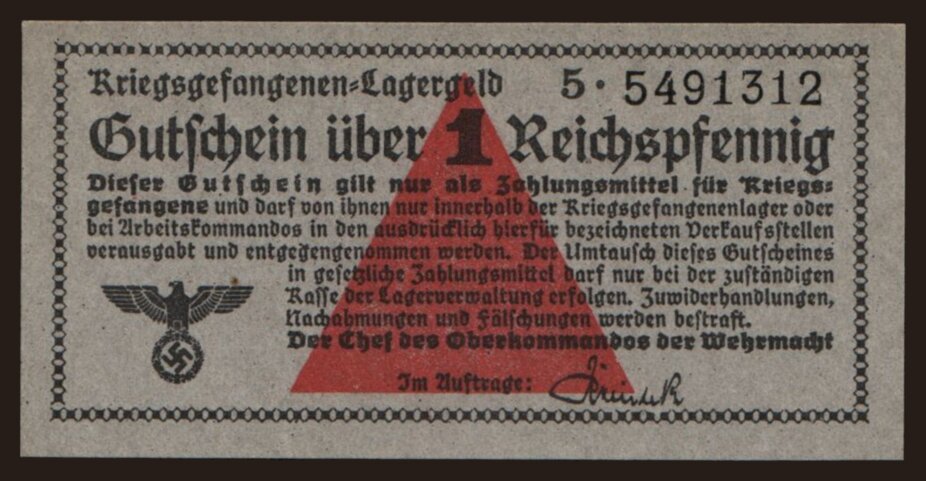 Kriegsgefangenen-Lagergeld 5 · 5491312
Gutschein über 1 Reichspfennig
Dieser Gutschein gilt nur als Zahlungsmittel für Kriegs-
gefangene und darf von ihnen nur innerhalb der Kriegsgefangenenlager oder
bei Arbeitskommandos in den ausdrücklich hierfür bezeichneten Verkaufsstellen
verausgabt und entgegengenommen werden. Der Umtausch dieses Gutscheines
in gesetzliche Zahlungsmittel darf nur bei der zuständigen
Kasse der Lagerverwaltung erfolgen. Zuwiderhandlungen,
Nachahmungen und Fälschungen werden bestraft.
Der Chef des Oberkommandos der Wehrmacht
Im Auftrage: